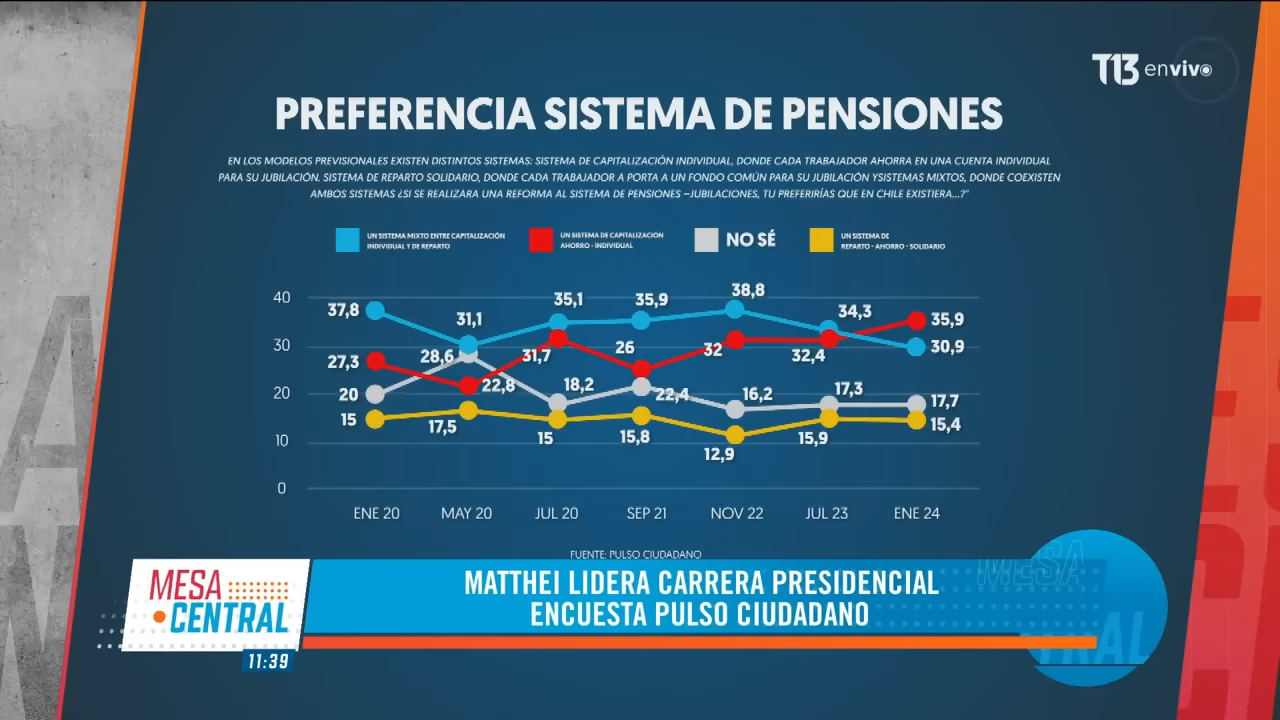 T13 envivo
PREFERENCIA SISTEMA DE PENSIONES
EN LOS MODELOS PREVISIONALES EXISTEN DISTINTOS SISTEMAS: SISTEMA DE CAPITALIZACIÓN INDIVIDUAL, DONDE CADA TRABAJADOR AHORRA EN UNA CUENTA INDIVIDUAL
PARA SU JUBILACIÓN. SISTEMA DE REPARTO SOLIDARIO, DONDE CADA TRABAJADOR A PORTA A UN FONDO COMÚN PARA SU JUBILACIÓN YSISTEMAS MIXTOS, DONDE COEXISTEN
AMBOS SISTEMAS ¿SI SE REALIZARA UNA REFORMA AL SISTEMA DE PENSIONES –JUBILACIONES, TU PREFERIRÍAS QUE EN CHILE EXISTIERA...?"
UN SISTEMA MIXTO ENTRE CAPITALIZACIÓN
INDIVIDUAL Y DE REPARTO
UN SISTEMA DE CAPITALIZACIÓN
AHORRO - INDIVIDUAL
NO SÉ
UN SISTEMA DE
REPARTO - AHORRO - SOLIDARIO
40
30
20
10
0
37,8
31,1
35,1
35,9
38,8
34,3
30,9
27,3
22,8
31,7
26
32
32,4
35,9
20
28,6
18,2
22,4
16,2
17,3
17,7
15
17,5
15
15,8
12,9
15,9
15,4
ENE 20
MAY 20
JUL 20
SEP 21
NOV 22
JUL 23
ENE 24
FUENTE: PULSO CIUDADANO
MESA
CENTRAL
MATTHEI LIDERA CARRERA PRESIDENCIAL
ENCUESTA PULSO CIUDADANO
MESA
11:39